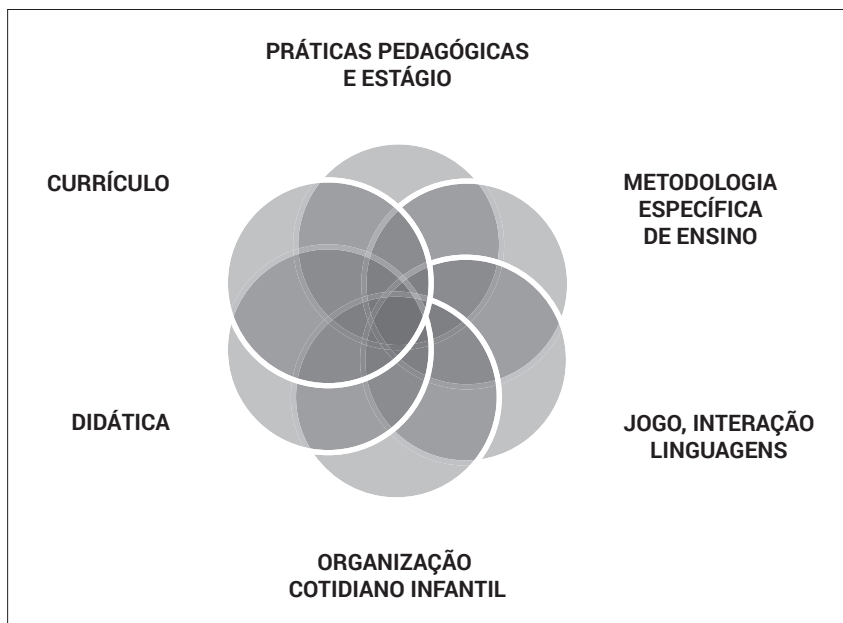 PRÁTICAS PEDAGÓGICAS
E ESTÁGIO
CURRÍCULO
METODOLOGIA
ESPECÍFICA
DE ENSINO
DIDÁTICA
JOGO, INTERAÇÃO
LINGUAGENS
ORGANIZAÇÃO
COTIDIANO INFANTIL